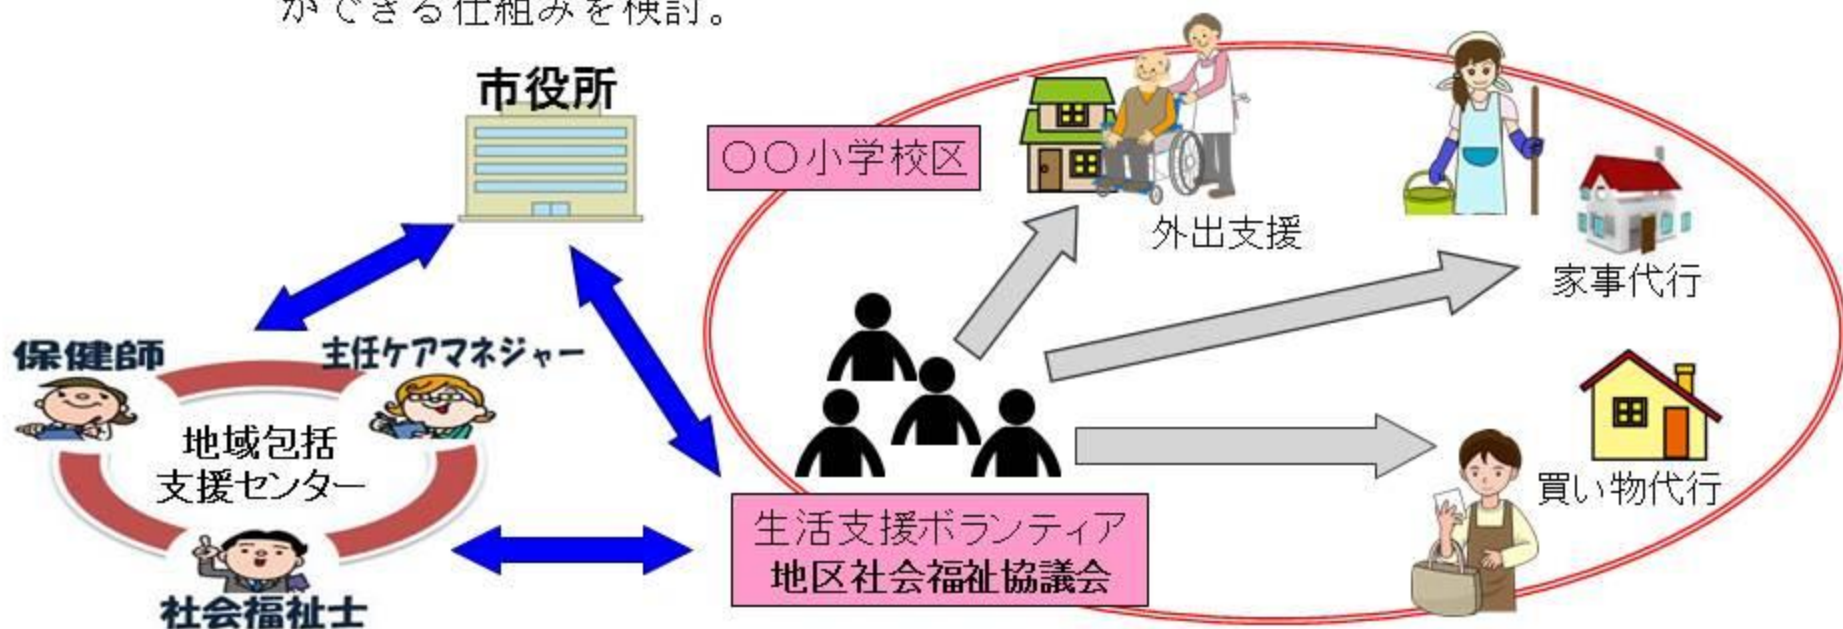 ができる仕組みを検討。
市役所
〇〇小学校区
外出支援
家事代行
保健師
主任ケアマネジャー
地域包括
支援センター
買い物代行
生活支援ボランティア
地区社会福祉協議会
社会福祉士